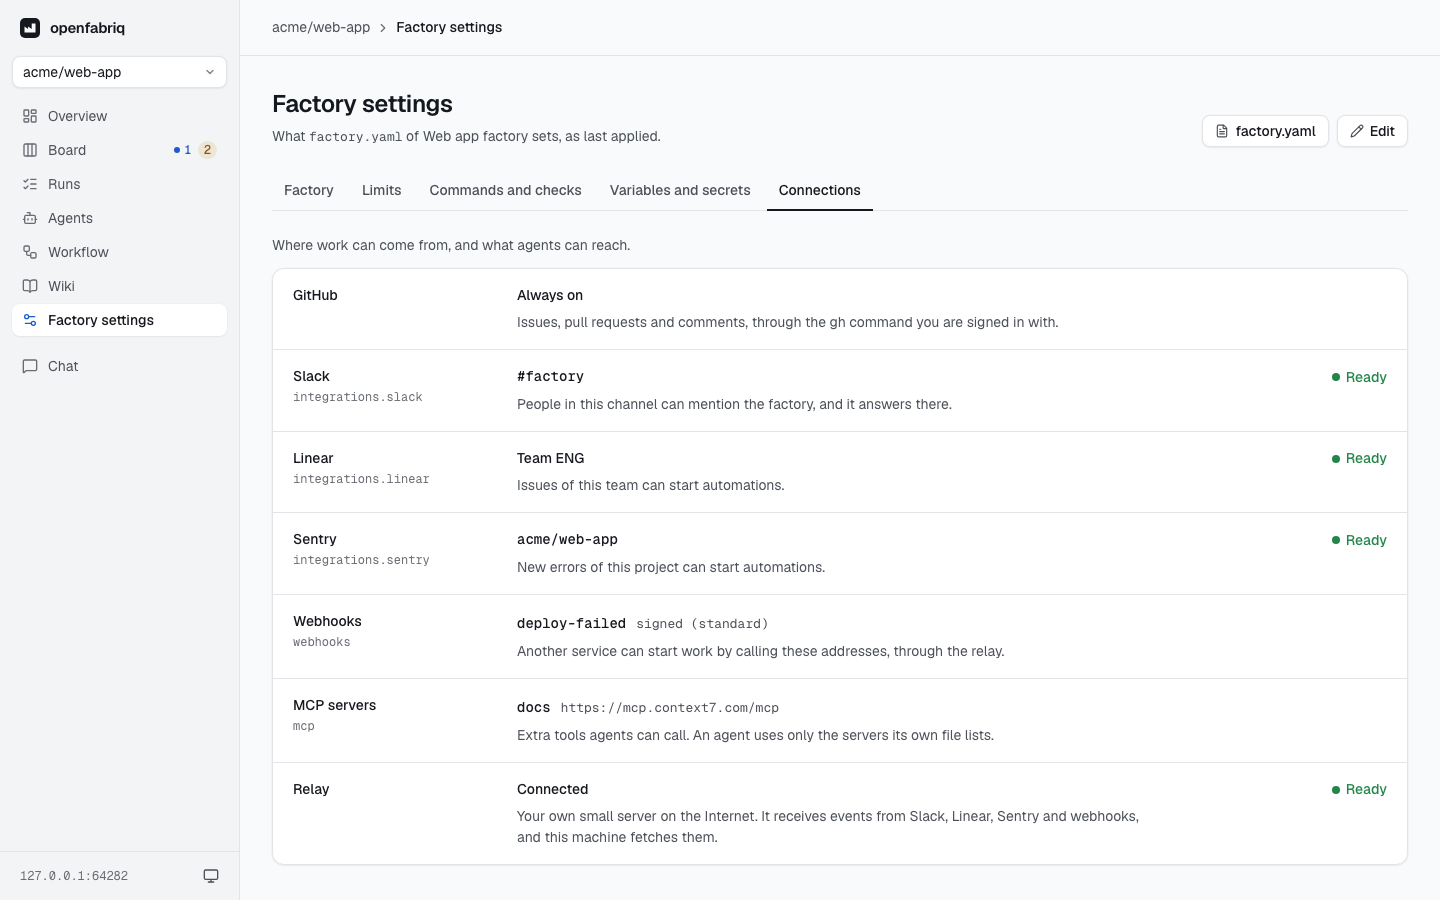 openfabriq
acme/web-app
Overview
Board 1 2
Runs
Agents
Workflow
Wiki
Factory settings
Chat
127.0.0.1:64282
acme/web-app > Factory settings
Factory settings
What factory.yaml of Web app factory sets, as last applied.
factory.yaml Edit
Factory Limits Commands and checks Variables and secrets Connections
Where work can come from, and what agents can reach.
GitHub Always on
Issues, pull requests and comments, through the gh command you are signed in with.
Slack #factory Ready
integrations.slack
People in this channel can mention the factory, and it answers there.
Linear Team ENG Ready
integrations.linear
Issues of this team can start automations.
Sentry acme/web-app Ready
integrations.sentry
New errors of this project can start automations.
Webhooks deploy-failed signed (standard)
webhooks
Another service can start work by calling these addresses, through the relay.
MCP servers docs https://mcp.context7.com/mcp
mcp
Extra tools agents can call. An agent uses only the servers its own file lists.
Relay Connected Ready
Your own small server on the Internet. It receives events from Slack, Linear, Sentry and webhooks,
and this machine fetches them.